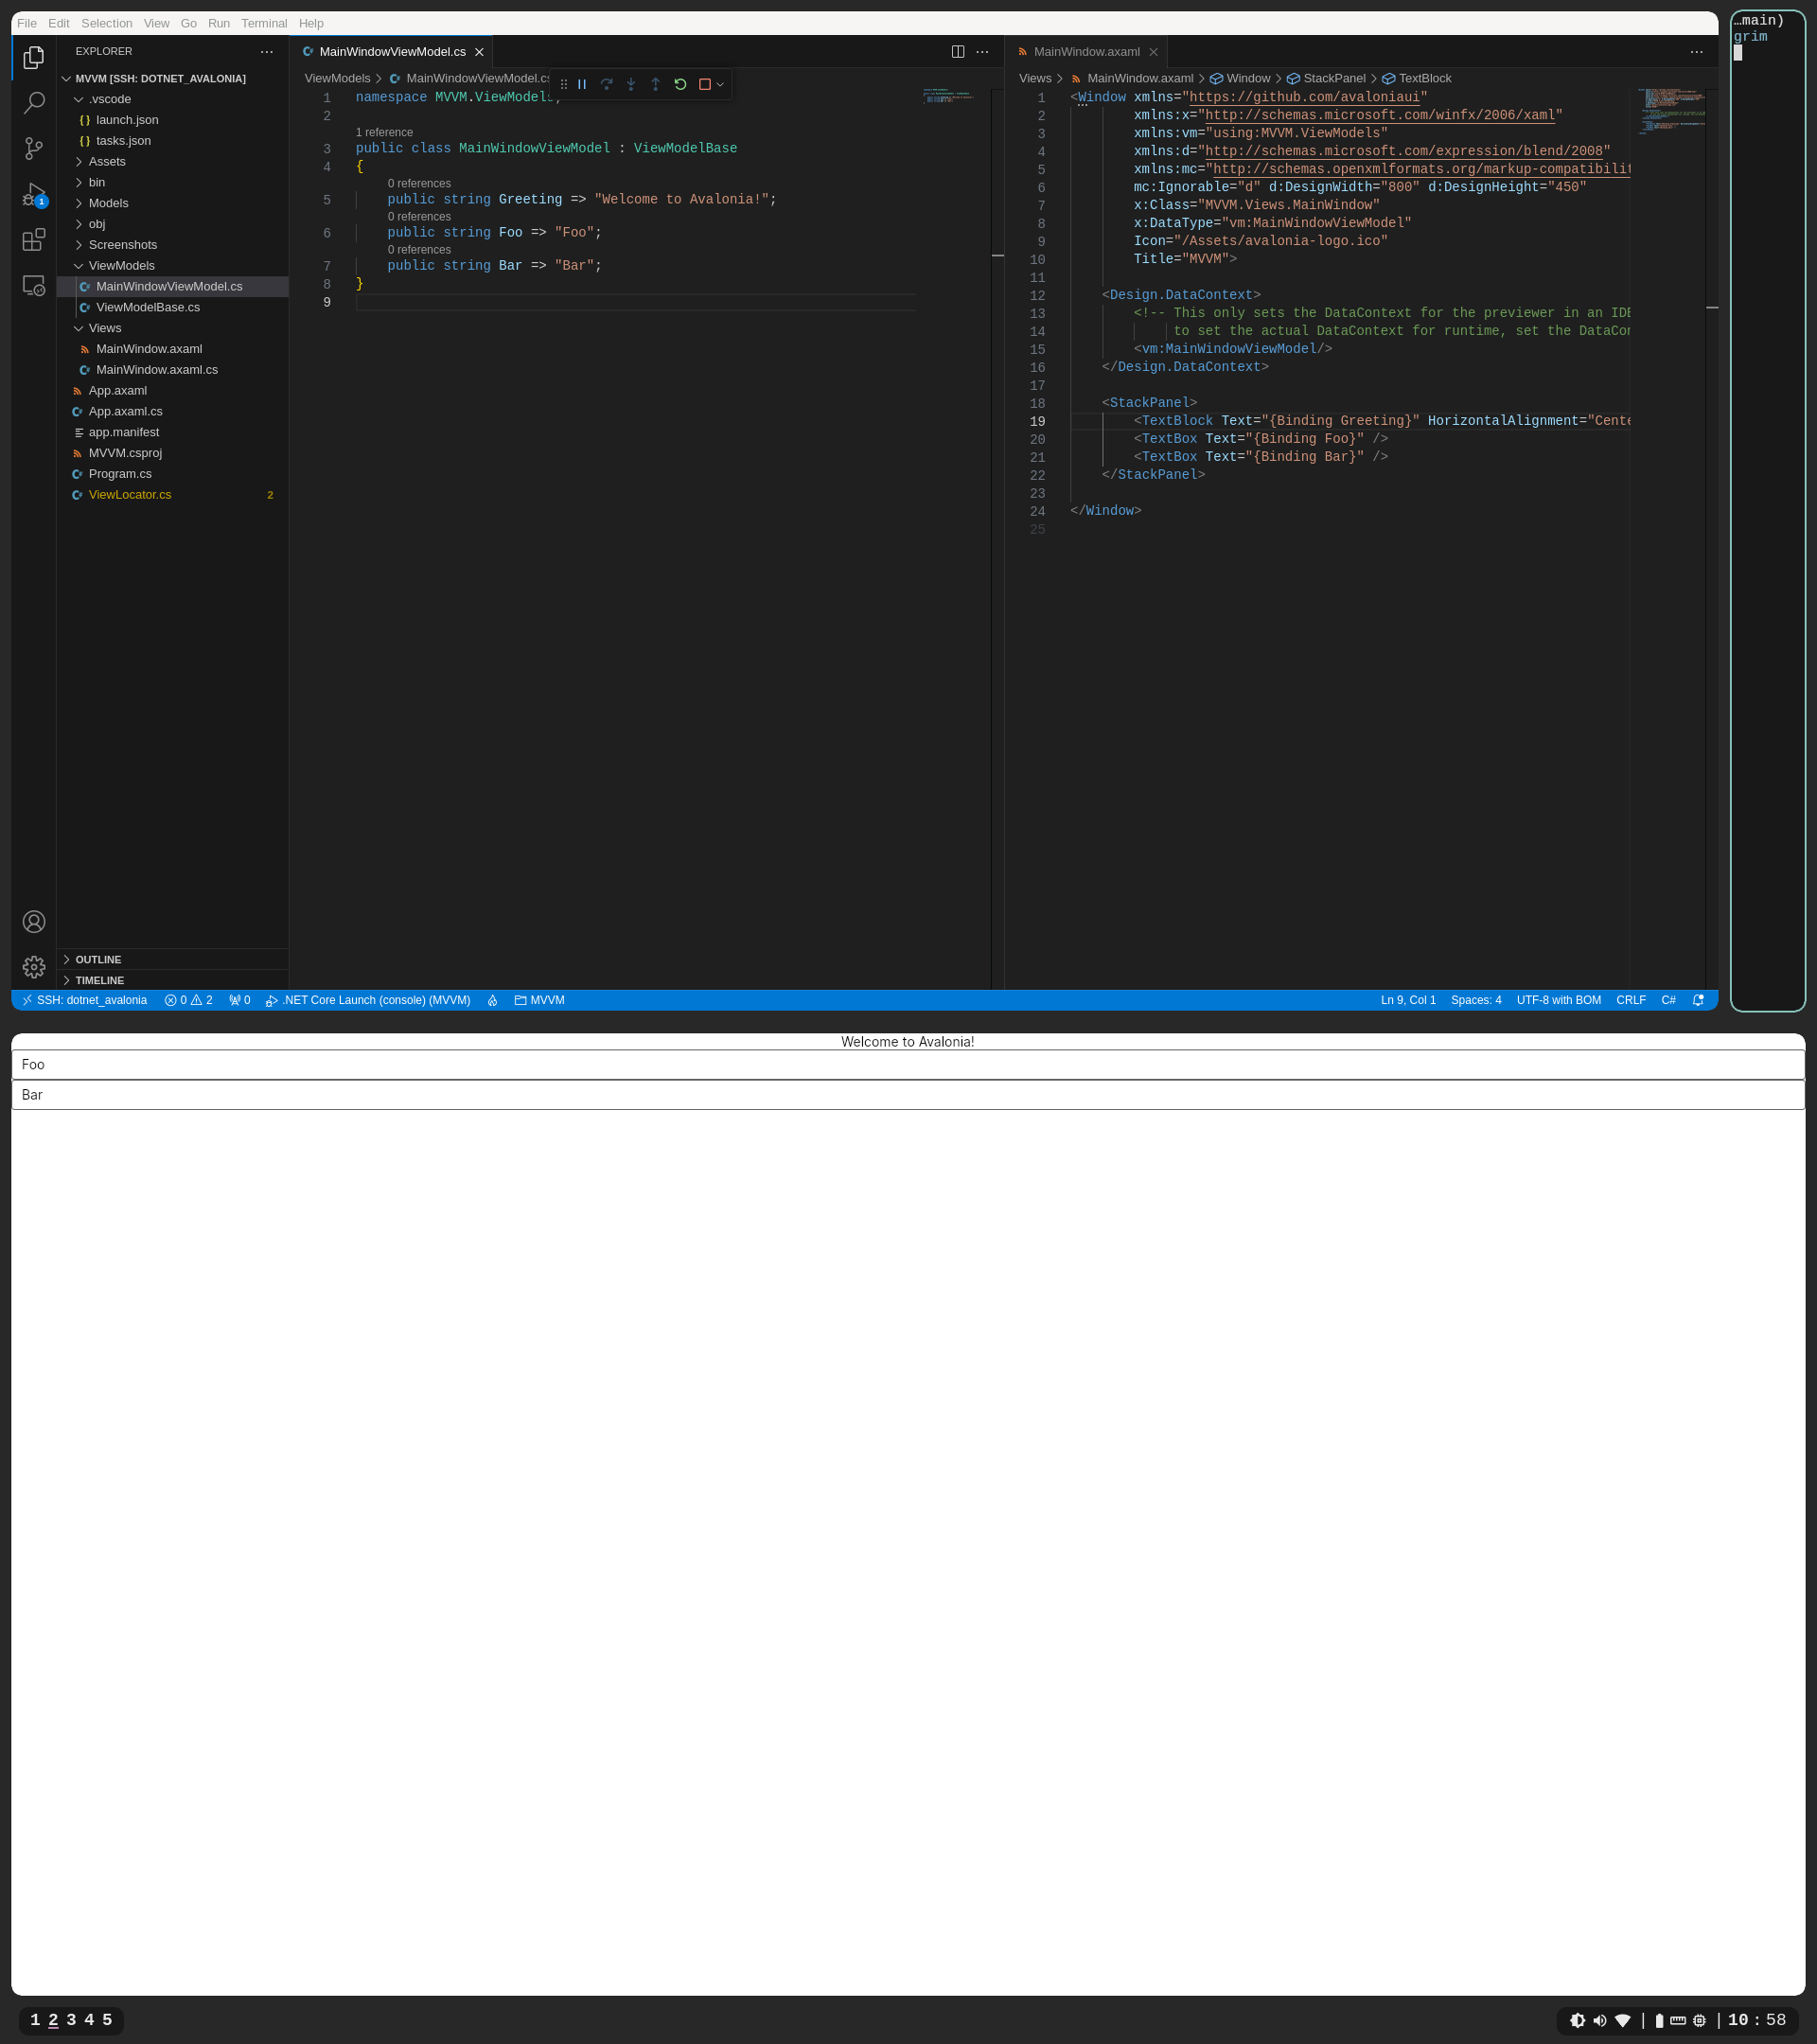 File Edit Selection View Go Run Terminal Help
EXPLORER
MVVM [SSH: DOTNET_AVALONIA]
.vscode
launch.json
tasks.json
Assets
bin
Models
obj
Screenshots
ViewModels
MainWindowViewModel.cs
ViewModelBase.cs
Views
MainWindow.axaml
MainWindow.axaml.cs
App.axaml
App.axaml.cs
app.manifest
MVVM.csproj
Program.cs
ViewLocator.cs 2
OUTLINE
TIMELINE
1
MainWindowViewModel.cs
ViewModels > MainWindowViewModel.cs
1 namespace MVVM.ViewModels;
2
1 reference
3 public class MainWindowViewModel : ViewModelBase
4 {
0 references
5 public string Greeting => "Welcome to Avalonia!";
0 references
6 public string Foo => "Foo";
0 references
7 public string Bar => "Bar";
8 }
9
MainWindow.axaml
Views > MainWindow.axaml > Window > StackPanel > TextBlock
1 <Window xmlns="https://github.com/avaloniaui"
2 xmlns:x="http://schemas.microsoft.com/winfx/2006/xaml"
3 xmlns:vm="using:MVVM.ViewModels"
4 xmlns:d="http://schemas.microsoft.com/expression/blend/2008"
5 xmlns:mc="http://schemas.openxmlformats.org/markup-compatibilit
6 mc:Ignorable="d" d:DesignWidth="800" d:DesignHeight="450"
7 x:Class="MVVM.Views.MainWindow"
8 x:DataType="vm:MainWindowViewModel"
9 Icon="/Assets/avalonia-logo.ico"
10 Title="MVVM">
11
12 <Design.DataContext>
13 <!-- This only sets the DataContext for the previewer in an IDE
14 to set the actual DataContext for runtime, set the DataCon
15 <vm:MainWindowViewModel/>
16 </Design.DataContext>
17
18 <StackPanel>
19 <TextBlock Text="{Binding Greeting}" HorizontalAlignment="Cente
20 <TextBox Text="{Binding Foo}" />
21 <TextBox Text="{Binding Bar}" />
22 </StackPanel>
23
24 </Window>
25
…main)
grim
SSH: dotnet_avalonia 0 2 0 .NET Core Launch (console) (MVVM) MVVM Ln 9, Col 1 Spaces: 4 UTF-8 with BOM CRLF C#
Welcome to Avalonia!
Foo
Bar
1 2 3 4 5 | | 10:58